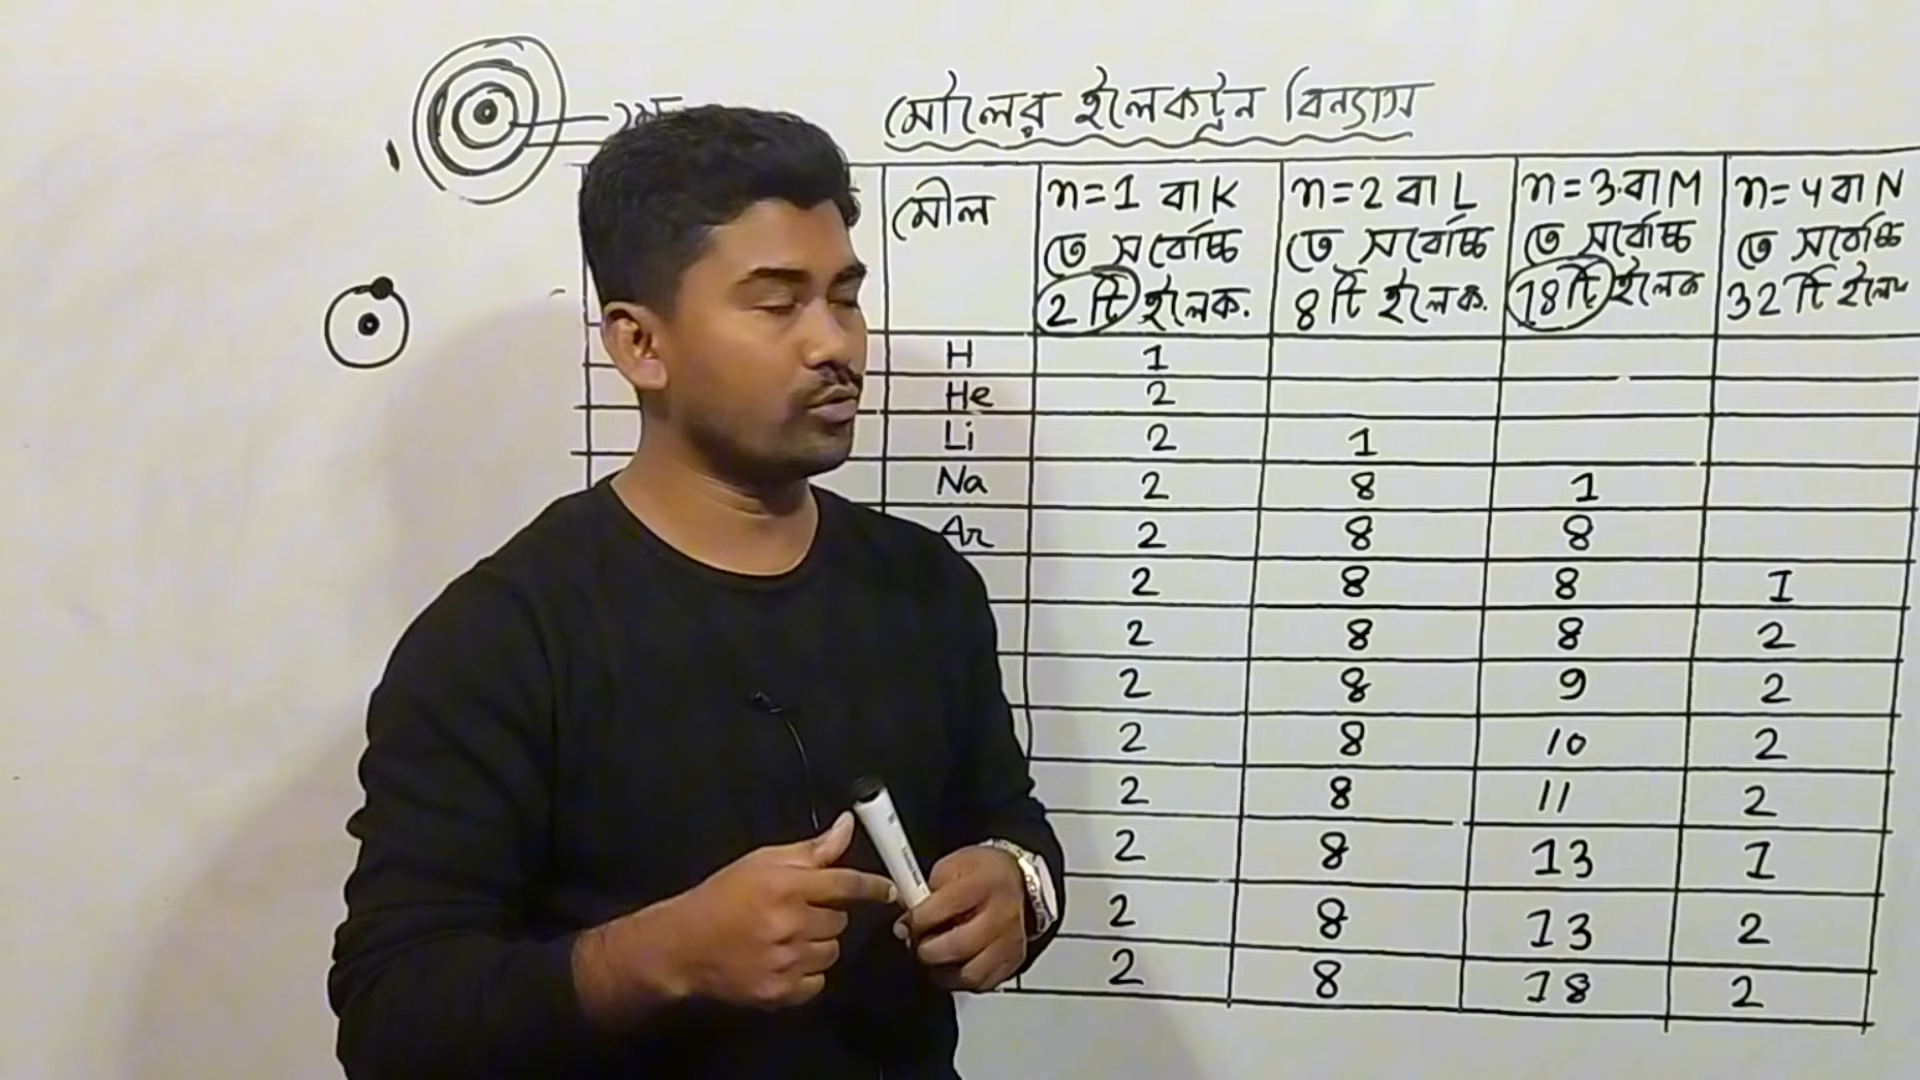 মৌলের ইলেকট্রন বিন্যাস
মৌল
n=1 বা K
তে সর্বোচ্চ
2 টি ইলেক.
n=2 বা L
তে সর্বোচ্চ
8 টি ইলেক.
n=3 বা M
তে সর্বোচ্চ
18 টি ইলেক
n=4 বা N
তে সর্বোচ্চ
32 টি
H 1
He 2
Li 2 1
Na 2 8 1
Ar 2 8 8
2 8 8 1
2 8 8 2
2 8 9 2
2 8 10 2
2 8 11 2
2 8 13 1
2 8 13 2
2 8 18 2